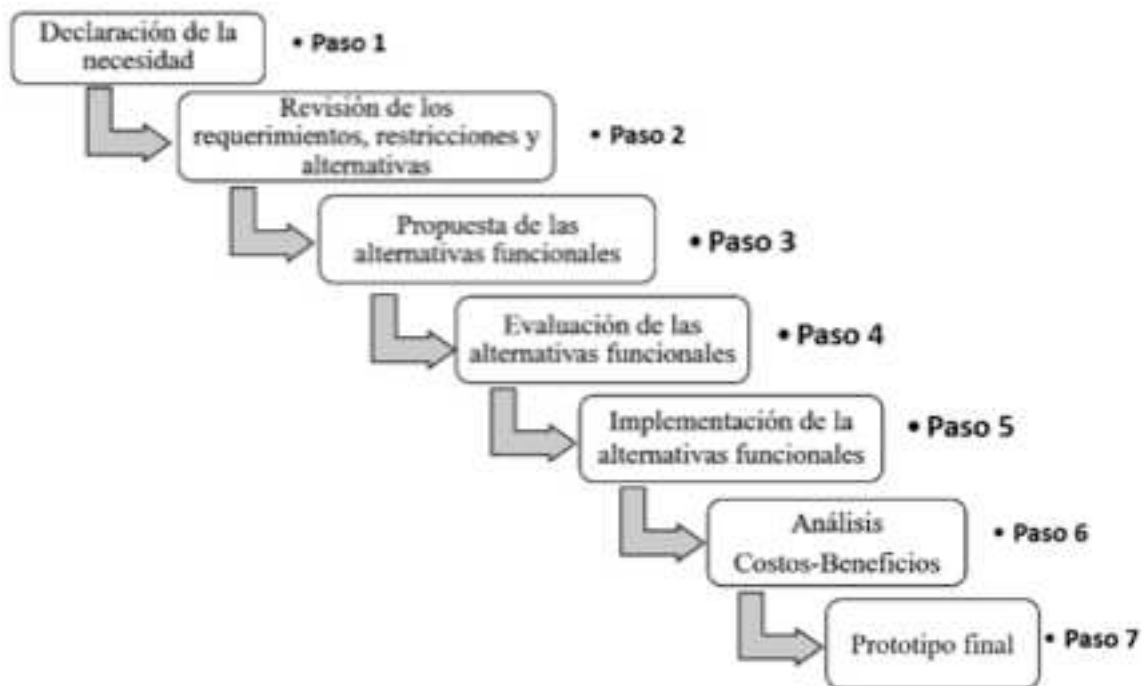 Declaración de la
necesidad
• Paso 1
Revisión de los
requerimientos, restricciones y
alternativas
• Paso 2
Propuesta de las
alternativas funcionales
• Paso 3
Evaluación de las
alternativas funcionales
• Paso 4
Implementación de la
alternativas funcionales
• Paso 5
Análisis
Costos-Beneficios
• Paso 6
Prototipo final
• Paso 7